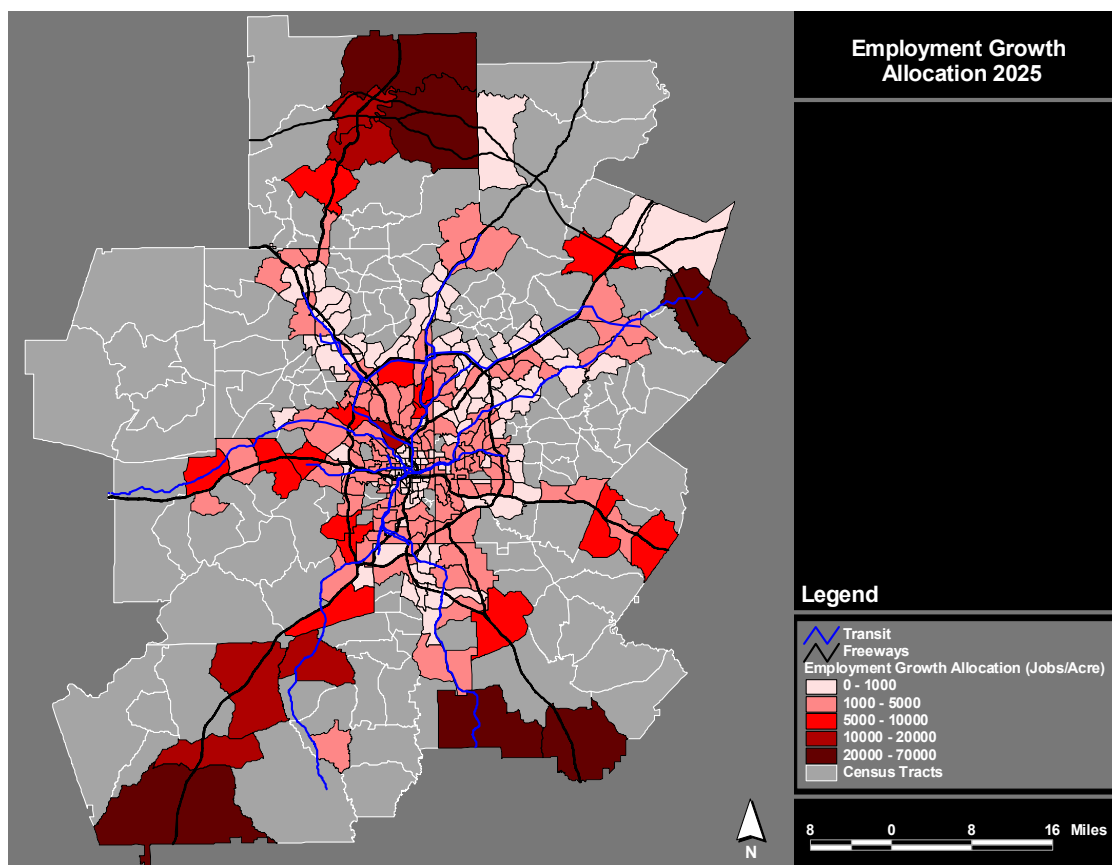 Employment Growth
Allocation 2025
Legend
Transit
Freeways
Employment Growth Allocation (Jobs/Acre)
0 - 1000
1000 - 5000
5000 - 10000
10000 - 20000
20000 - 70000
Census Tracts
N
8 0 8 16 Miles